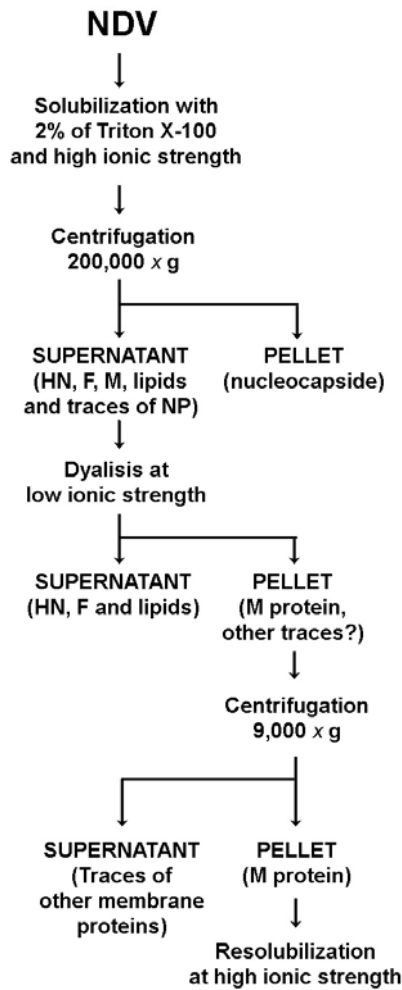 NDV
Solubilization with
2% of Triton X-100
and high ionic strength
Centrifugation
200,000 x g
SUPERNATANT
(HN, F, M, lipids
and traces of NP)
PELLET
(nucleocapside)
Dyalisis at
low ionic strength
SUPERNATANT
(HN, F and lipids)
PELLET
(M protein,
other traces?)
Centrifugation
9,000 x g
SUPERNATANT
(Traces of
other membrane
proteins)
PELLET
(M protein)
Resolubilization
at high ionic strength